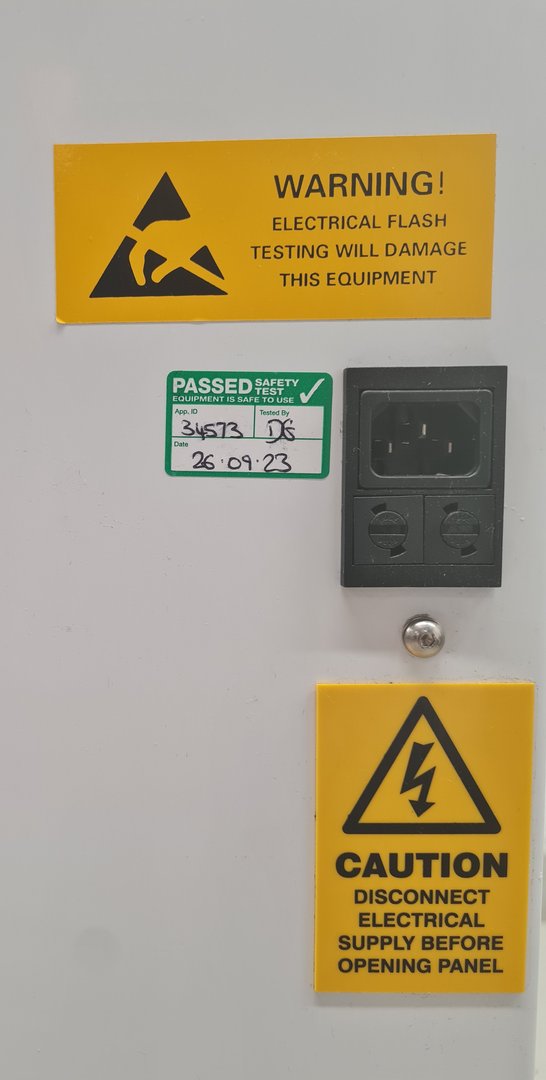 WARNING!
ELECTRICAL FLASH
TESTING WILL DAMAGE
THIS EQUIPMENT
PASSED SAFETY TEST
EQUIPMENT IS SAFE TO USE
App. ID Tested By
34573 DG
Date
26.09.23
CAUTION
DISCONNECT
ELECTRICAL
SUPPLY BEFORE
OPENING PANEL